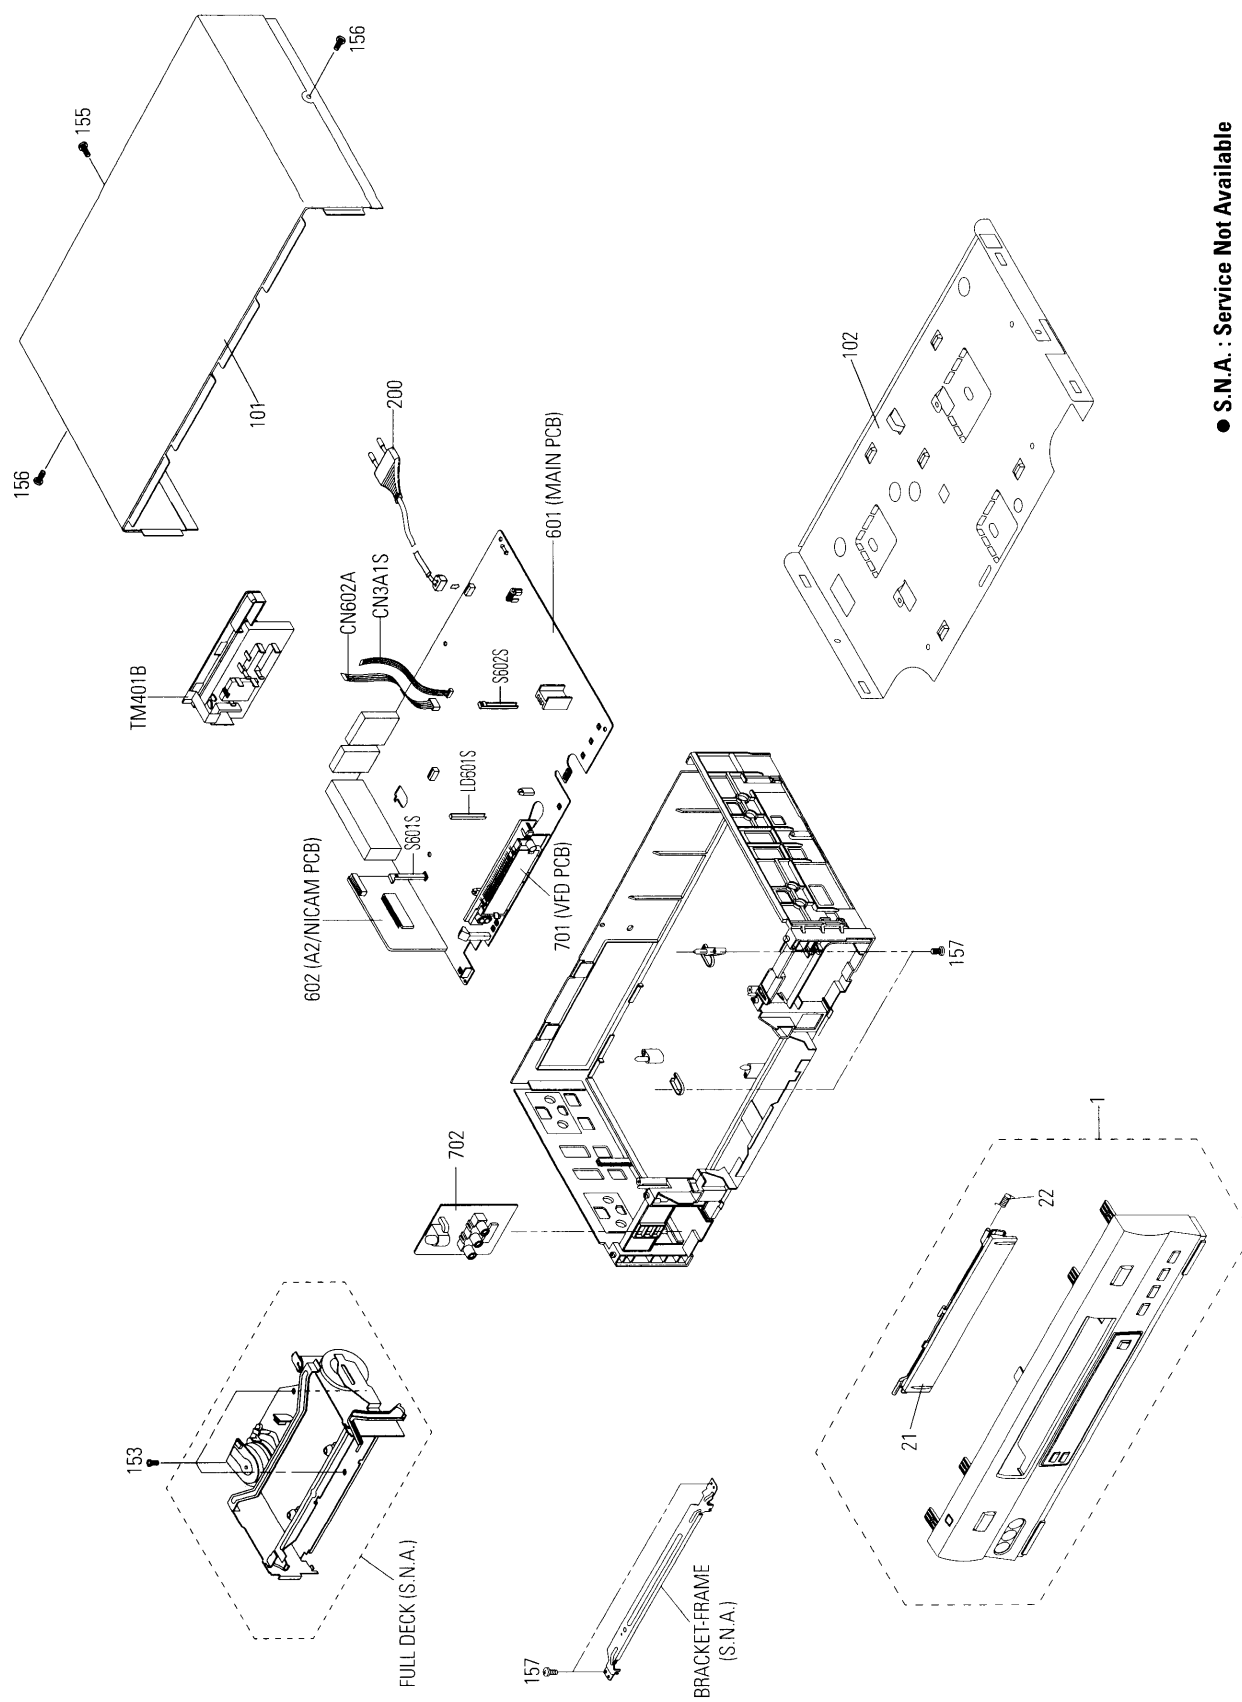 156
155
156
101
TM401B
200
CN602A
CN3A1S
601 (MAIN PCB)
S602S
LD601S
S601S
602 (A2/NICAM PCB)
701 (VFD PCB)
102
702
157
153
FULL DECK (S.N.A.)
157
BRACKET-FRAME
(S.N.A.)
1
22
21
● S.N.A. : Service Not Available